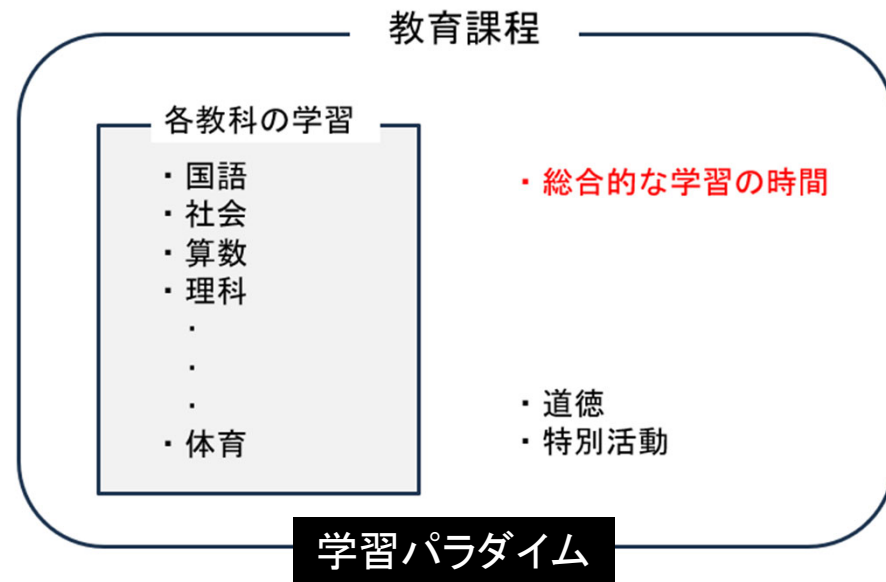 教育課程
各教科の学習
・国語
・社会
・算数
・理科
・
・
・
・体育
・総合的な学習の時間
・道徳
・特別活動
学習パラダイム